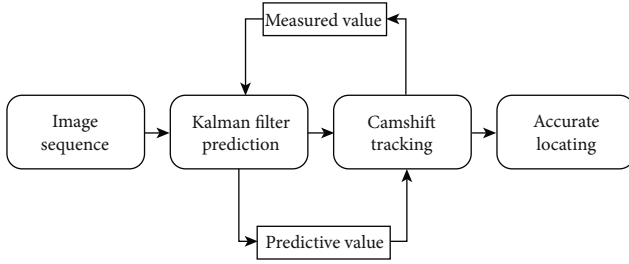 Measured value
Image
sequence
Kalman filter
prediction
Camshift
tracking
Accurate
locating
Predictive value